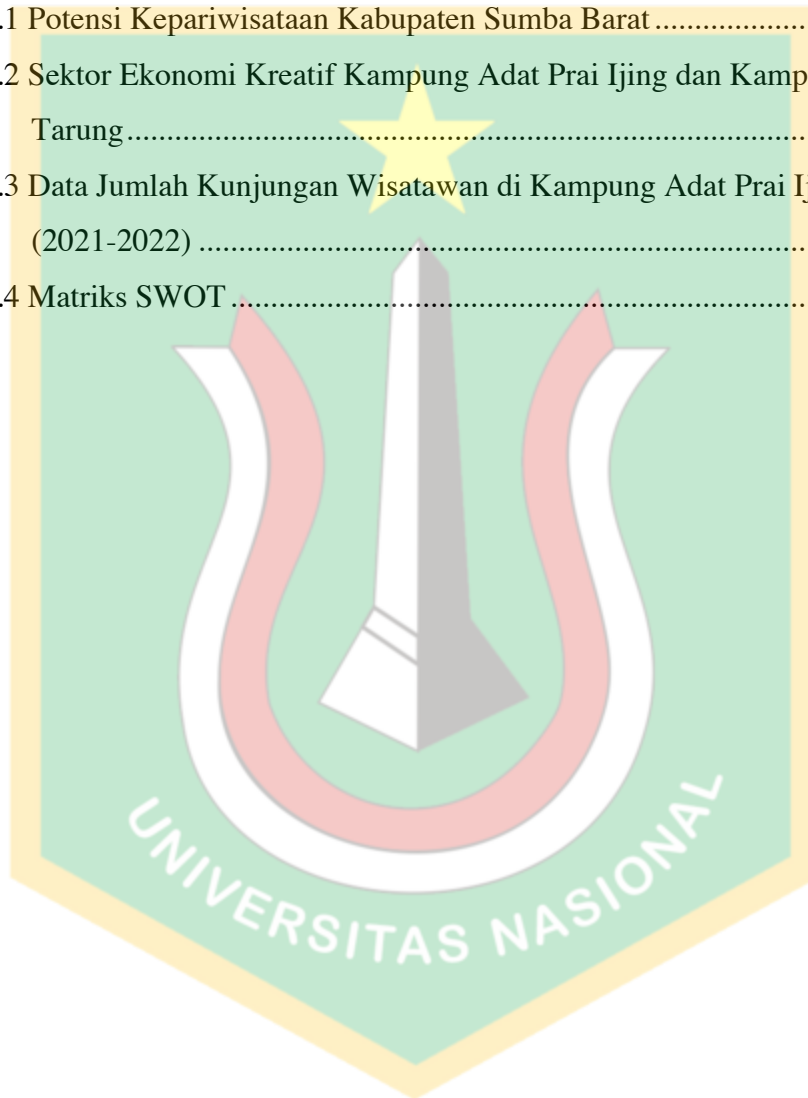 .1 Potensi Kepariwisataan Kabupaten Sumba Barat....................
.2 Sektor Ekonomi Kreatif Kampung Adat Prai Ijing dan Kamp
Tarung....................................................................................
.3 Data Jumlah Kunjungan Wisatawan di Kampung Adat Prai Ij
(2021-2022) ...........................................................................
.4 Matriks SWOT.......................................................................
UNIVERSITAS NASIONAL